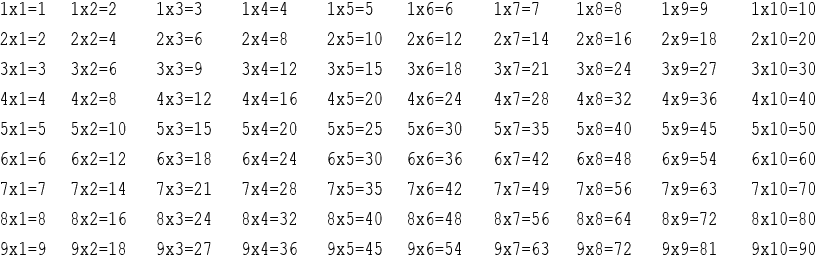 1x1=1 1x2=2 1x3=3 1x4=4 1x5=5 1x6=6 1x7=7 1x8=8 1x9=9 1x10=10
2x1=2 2x2=4 2x3=6 2x4=8 2x5=10 2x6=12 2x7=14 2x8=16 2x9=18 2x10=20
3x1=3 3x2=6 3x3=9 3x4=12 3x5=15 3x6=18 3x7=21 3x8=24 3x9=27 3x10=30
4x1=4 4x2=8 4x3=12 4x4=16 4x5=20 4x6=24 4x7=28 4x8=32 4x9=36 4x10=40
5x1=5 5x2=10 5x3=15 5x4=20 5x5=25 5x6=30 5x7=35 5x8=40 5x9=45 5x10=50
6x1=6 6x2=12 6x3=18 6x4=24 6x5=30 6x6=36 6x7=42 6x8=48 6x9=54 6x10=60
7x1=7 7x2=14 7x3=21 7x4=28 7x5=35 7x6=42 7x7=49 7x8=56 7x9=63 7x10=70
8x1=8 8x2=16 8x3=24 8x4=32 8x5=40 8x6=48 8x7=56 8x8=64 8x9=72 8x10=80
9x1=9 9x2=18 9x3=27 9x4=36 9x5=45 9x6=54 9x7=63 9x8=72 9x9=81 9x10=90